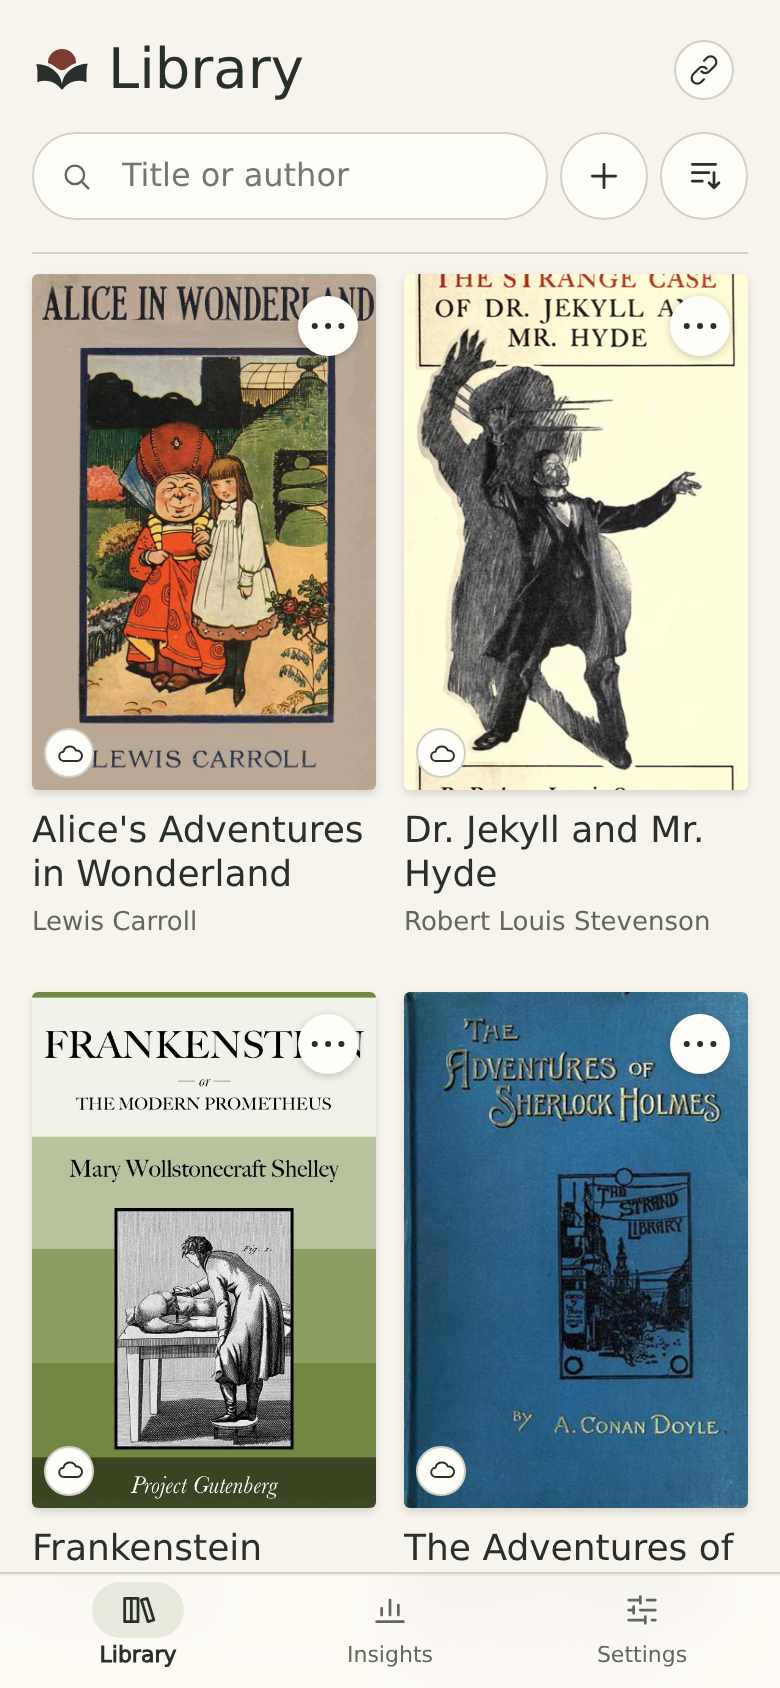 Library
Title or author
ALICE IN WONDERLAND
LEWIS CARROLL
THE STRANGE CASE
OF DR. JEKYLL
MR. HYDE
Alice's Adventures
in Wonderland
Lewis Carroll
Dr. Jekyll and Mr.
Hyde
Robert Louis Stevenson
FRANKENSTEIN
— or —
THE MODERN PROMETHEUS
Mary Wollstonecraft Shelley
Fig. 1.
Project Gutenberg
THE
ADVENTURES OF
SHERLOCK HOLMES
THE
STRAND
LIBRARY
BY A. CONAN DOYLE.
Frankenstein
The Adventures of
Library
Insights
Settings